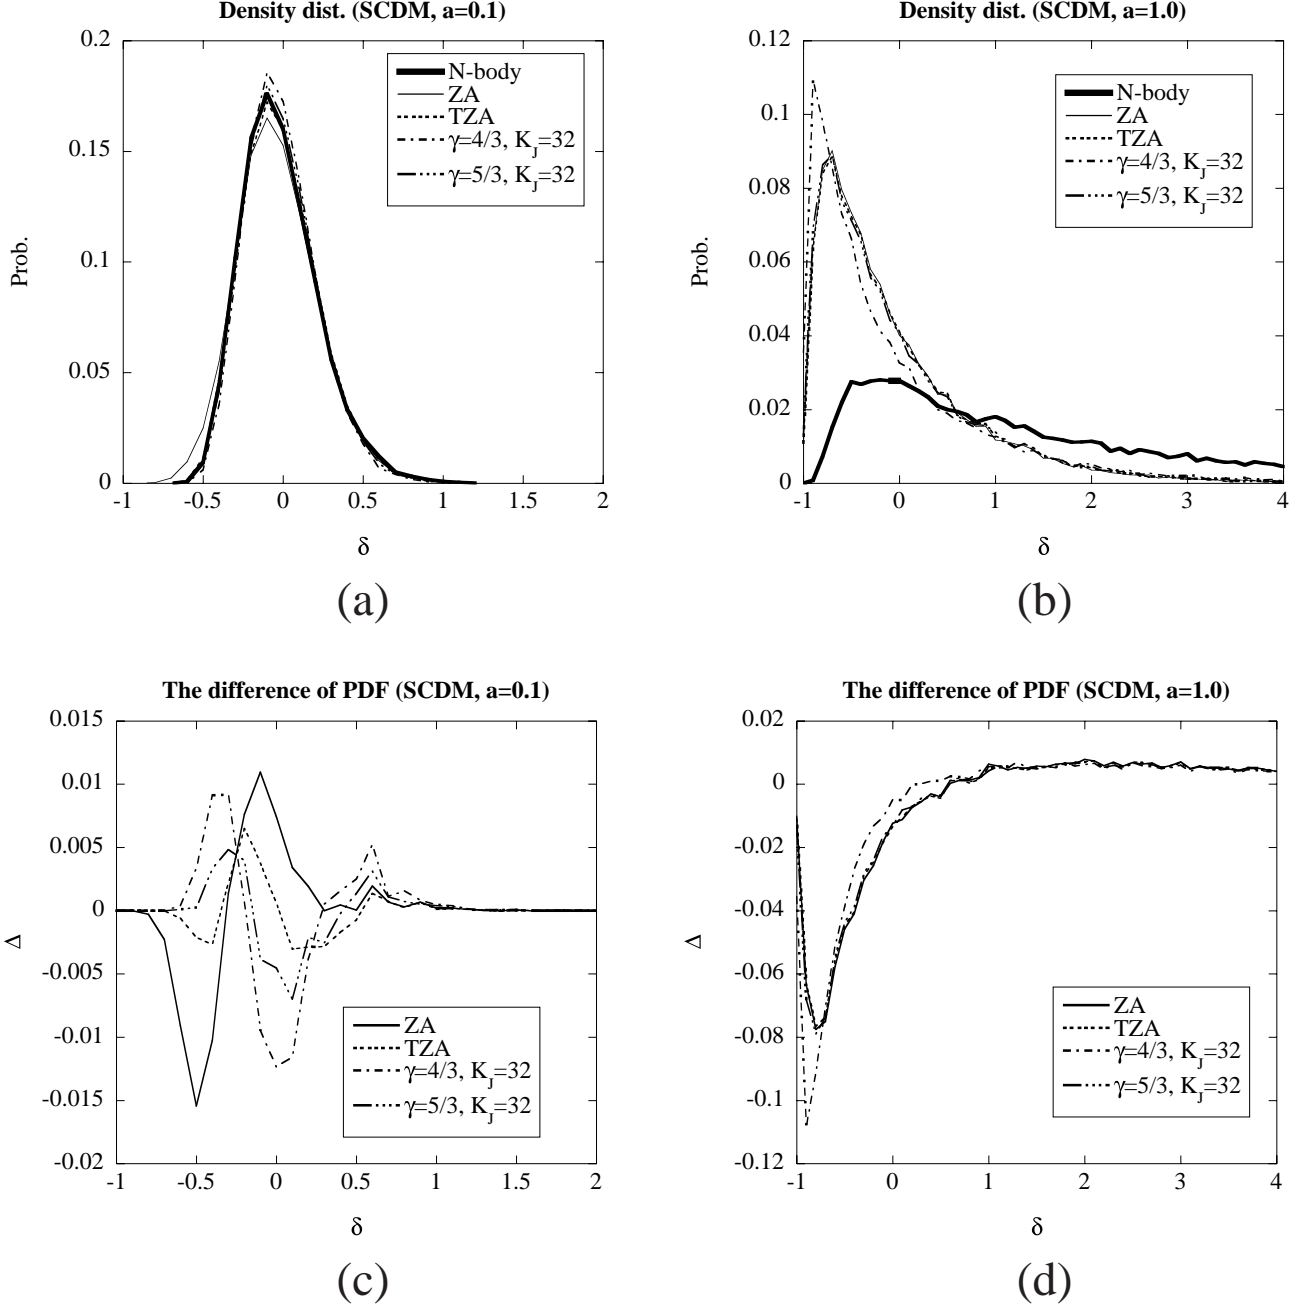 Density dist. (SCDM, a=0.1)
0.2
0.15
0.1
0.05
0
Prob.
N-body
ZA
TZA
γ=4/3, K_J=32
γ=5/3, K_J=32
-1 -0.5 0 0.5 1 1.5 2
δ
(a)
Density dist. (SCDM, a=1.0)
0.12
0.1
0.08
0.06
0.04
0.02
0
Prob.
N-body
ZA
TZA
γ=4/3, K_J=32
γ=5/3, K_J=32
-1 0 1 2 3 4
δ
(b)
The difference of PDF (SCDM, a=0.1)
0.015
0.01
0.005
0
-0.005
-0.01
-0.015
-0.02
Δ
ZA
TZA
γ=4/3, K_J=32
γ=5/3, K_J=32
-1 -0.5 0 0.5 1 1.5 2
δ
(c)
The difference of PDF (SCDM, a=1.0)
0.02
0
-0.02
-0.04
-0.06
-0.08
-0.1
-0.12
Δ
ZA
TZA
γ=4/3, K_J=32
γ=5/3, K_J=32
-1 0 1 2 3 4
δ
(d)